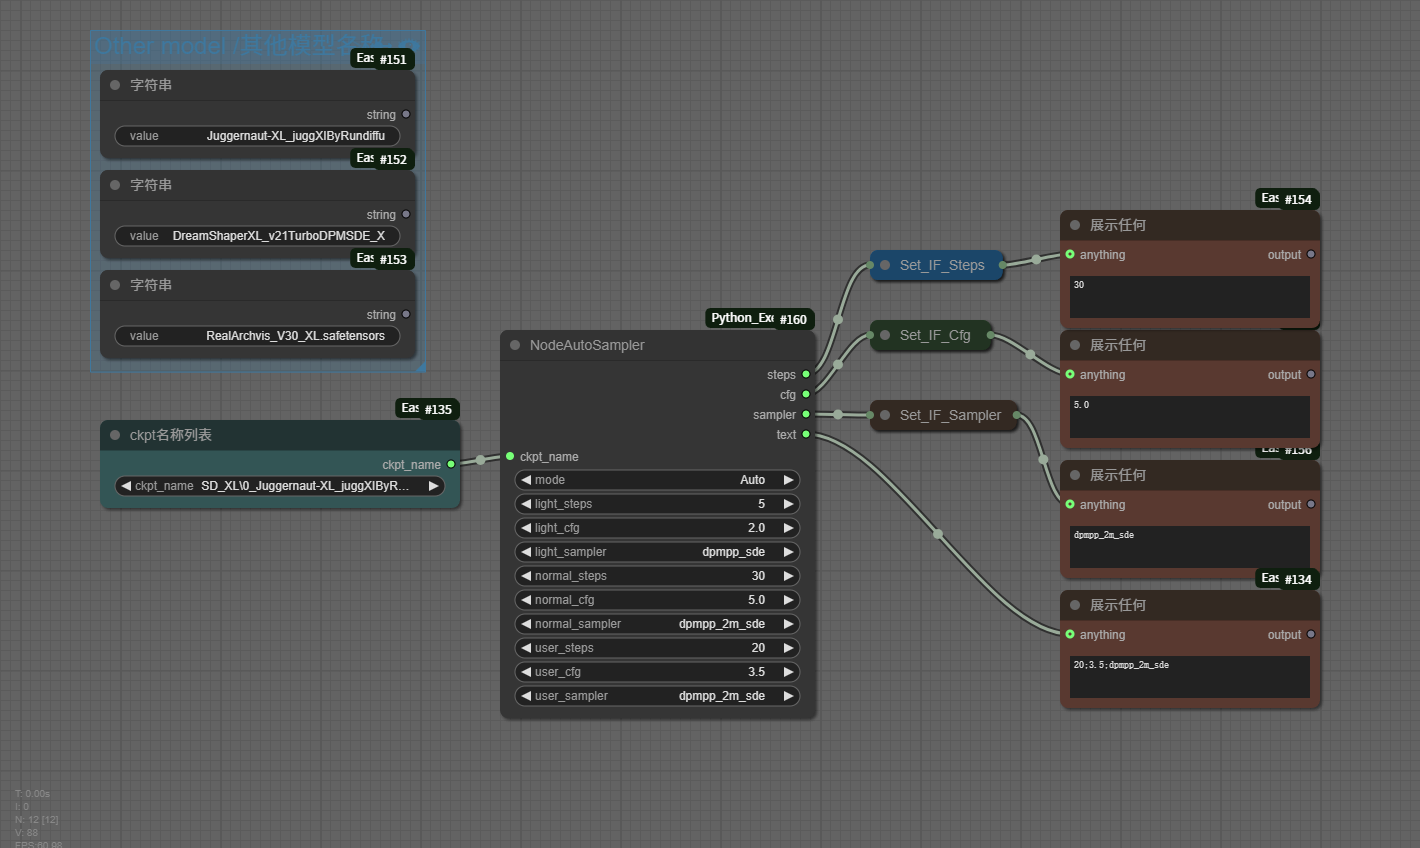 Other model /其他模型名称
Eas #151
字符串
string
value Juggernaut-XL_juggXIByRundiffu
Eas #152
字符串
string
value DreamShaperXL_v21TurboDPMSDE_X
Eas #153
字符串
string
value RealArchvis_V30_XL.safetensors
Eas #135
ckpt名称列表
ckpt_name
ckpt_name SD_XL\0_Juggernaut-XL_juggXIByR...
Python_Exe #160
NodeAutoSampler
steps
cfg
sampler
text
ckpt_name
mode Auto
light_steps 5
light_cfg 2.0
light_sampler dpmpp_sde
normal_steps 30
normal_cfg 5.0
normal_sampler dpmpp_2m_sde
user_steps 20
user_cfg 3.5
user_sampler dpmpp_2m_sde
Set_IF_Steps
Set_IF_Cfg
Set_IF_Sampler
Eas #154
展示任何
anything output
30
展示任何
anything output
5.0
Eas #156
展示任何
anything output
dpmpp_2m_sde
Eas #134
展示任何
anything output
20;3.5;dpmpp_2m_sde
T: 0.00s
I: 0
N: 12 [12]
V: 88
FPS:60.98